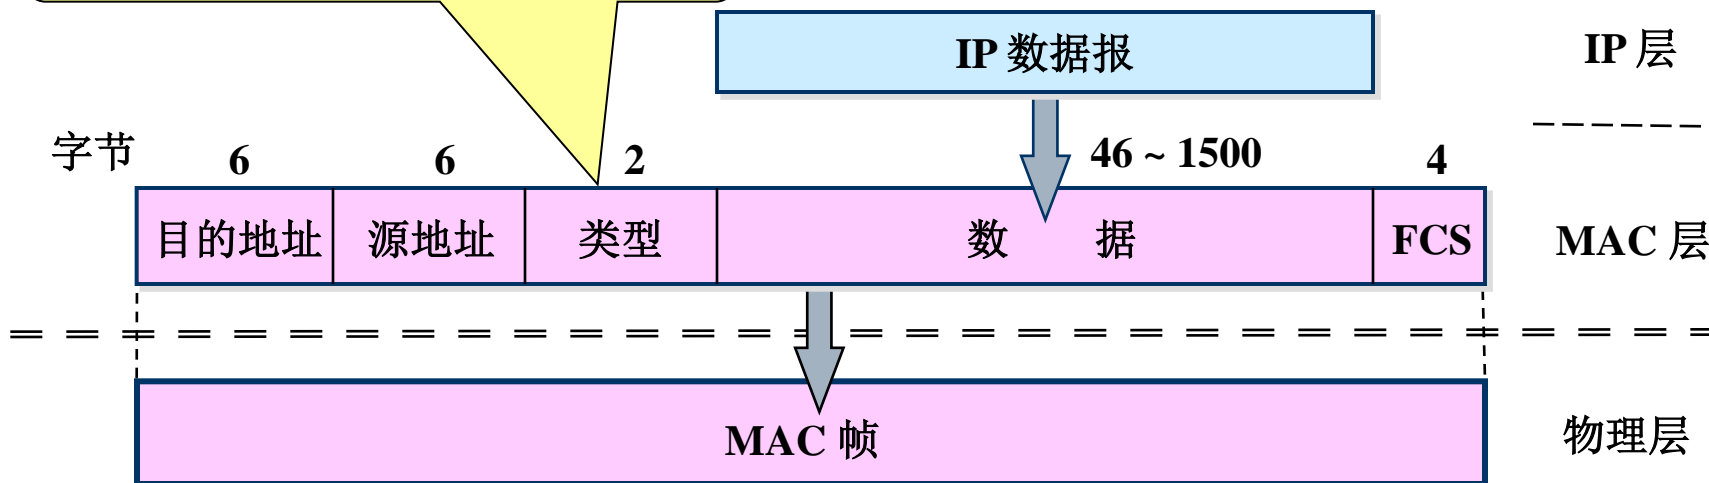 IP 数据报
IP 层
字节
6
6
2
46 ~ 1500
4
目的地址
源地址
类型
数 据
FCS
MAC 层
MAC 帧
物理层